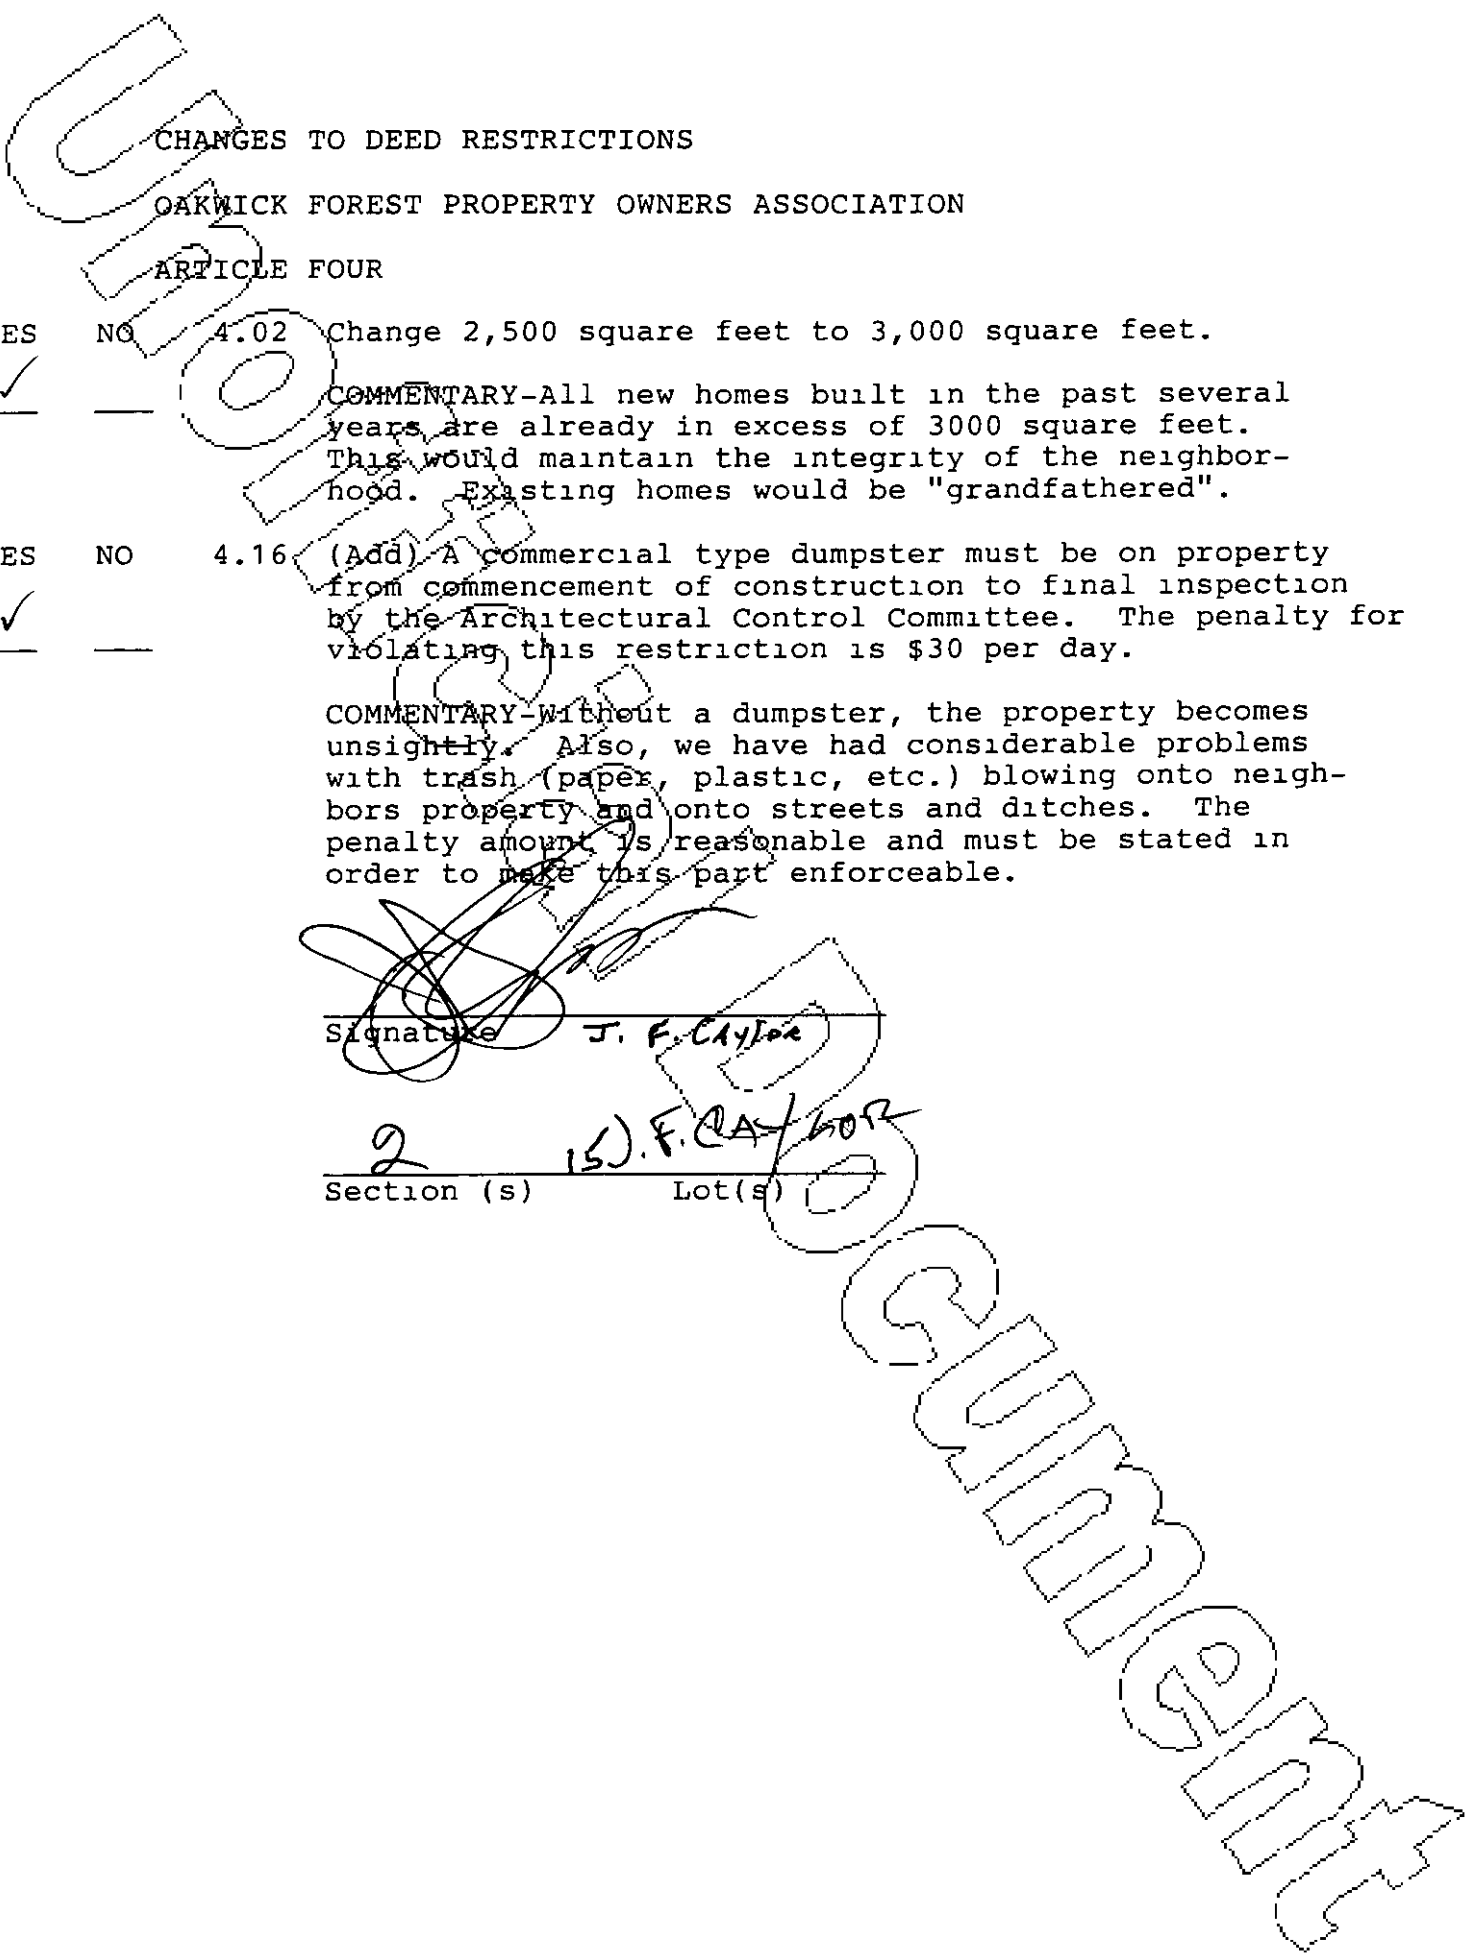 CHANGES TO DEED RESTRICTIONS
OAKWICK FOREST PROPERTY OWNERS ASSOCIATION
ARTICLE FOUR
ES NO 4.02 Change 2,500 square feet to 3,000 square feet.
✓
COMMENTARY-All new homes built in the past several
years are already in excess of 3000 square feet.
This would maintain the integrity of the neighbor-
hood. Existing homes would be "grandfathered".
ES NO 4.16 (Add) A commercial type dumpster must be on property
from commencement of construction to final inspection
✓ by the Architectural Control Committee. The penalty for
violating this restriction is $30 per day.
COMMENTARY-Without a dumpster, the property becomes
unsightly. Also, we have had considerable problems
with trash (paper, plastic, etc.) blowing onto neigh-
bors property and onto streets and ditches. The
penalty amount is reasonable and must be stated in
order to make this part enforceable.
Signature J. F. Caylor
2 F. CAYLOR
Section (s) Lot(s)
Unofficial Document